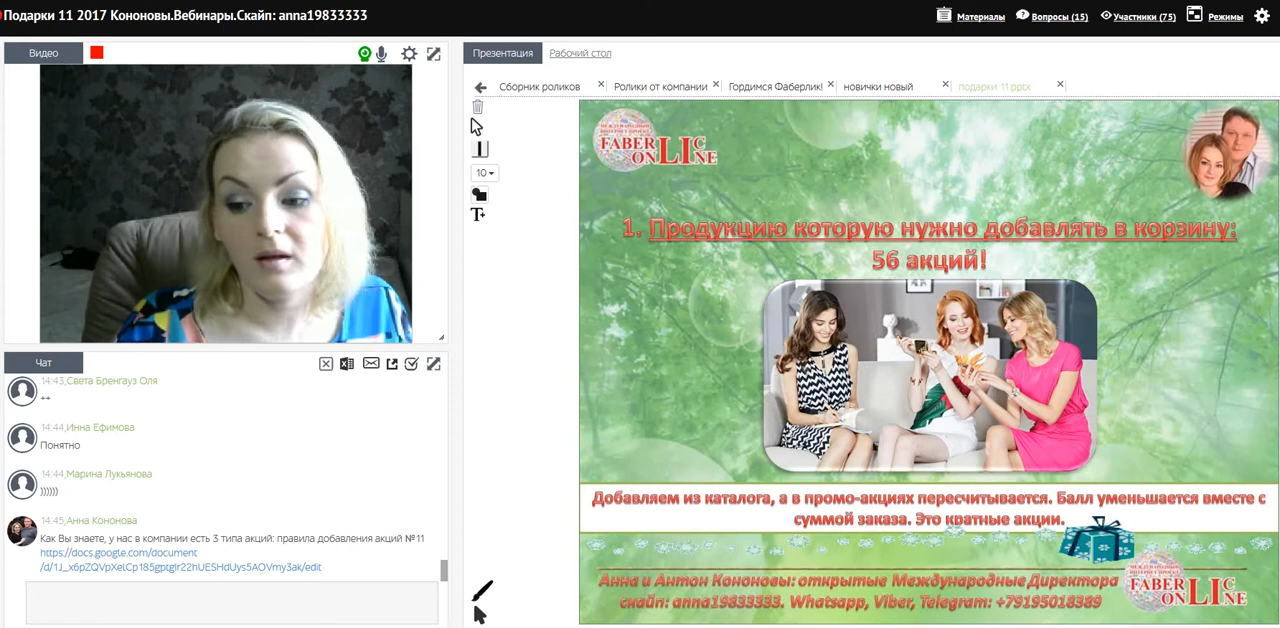 Подарки 11 2017 Кононовы.Вебинары.Скайп: anna19833333
Материалы
Вопросы (15)
Участники (75)
Режимы
Видео
Презентация
Рабочий стол
Сборник роликов
Ролики от компании
Гордимся Фаберлик!
новички новый
подарки 11 pptx
10
FABERLIC
ONLINE
1. Продукцию которую нужно добавлять в корзину:
56 акций!
Чат
14:43,Света Бренгауз Оля
++
14:44,Инна Ефимова
Понятно
14:44,Марина Лукьянова
))))))
14:45,Анна Кононова
Как Вы знаете, у нас в компании есть 3 типа акций: правила добавления акций №11
https://docs.google.com/document
Добавляем из каталога, а в промо-акциях пересчитывается. Балл уменьшается вместе с
суммой заказа. Это кратные акции.
Анна и Антон Кононовы: открытые Международные Директора
скайп: anna19833333. Whatsapp, Viber, Telegram: +79195018389
FABERLIC
ONLINE